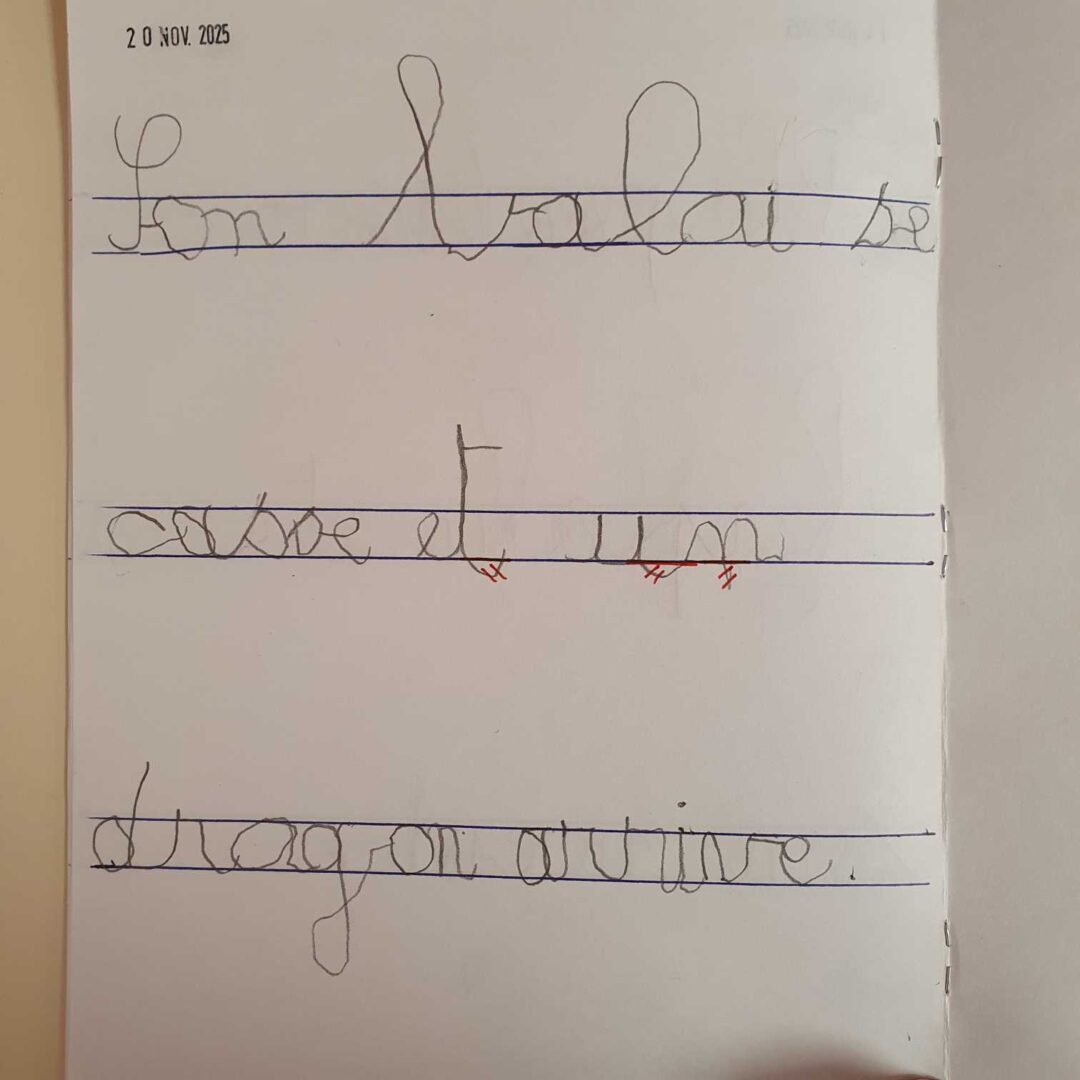 20 NOV. 2025
Son balai se
casse et un
dragon arrive.